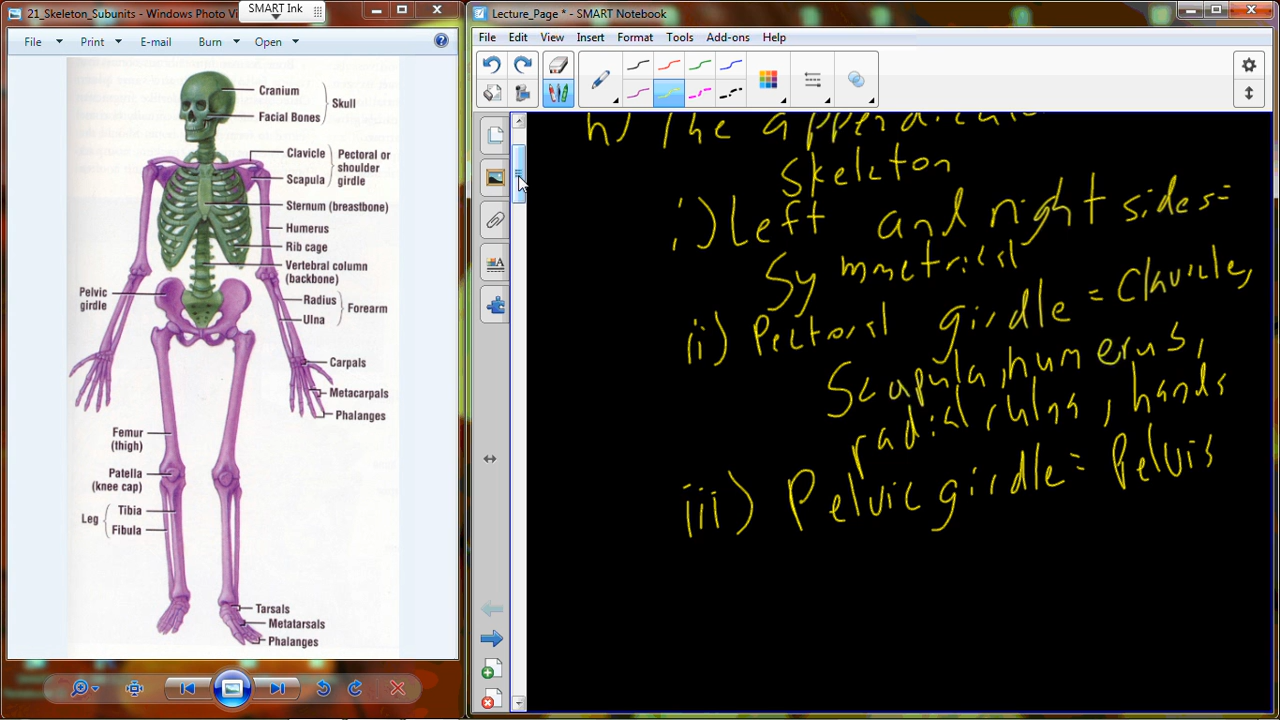 21_Skeleton_Subunits - Windows Photo Vi
SMART Ink
File Print E-mail Burn Open
Cranium
Facial Bones
Skull
Clavicle
Scapula
Pectoral or
shoulder
girdle
Sternum (breastbone)
Humerus
Rib cage
Vertebral column
(backbone)
Pelvic
girdle
Radius
Ulna
Forearm
Carpals
Metacarpals
Phalanges
Femur
(thigh)
Patella
(knee cap)
Leg
Tibia
Fibula
Tarsals
Metatarsals
Phalanges
Lecture_Page * - SMART Notebook
File Edit View Insert Format Tools Add-ons Help
h) The
skeleton
i) Left and right sides=
Symmetrical
ii) Pectoral girdle = Clavicle,
Scapula, humerus,
radial, ulna, hands
iii) Pelvic girdle = Pelvis